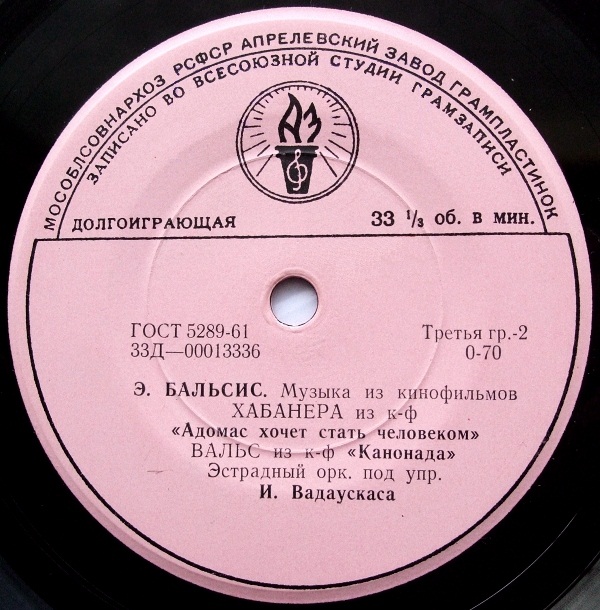 МОСОБЛСОВНАРХОЗ РСФСР АПРЕЛЕВСКИЙ ЗАВОД ГРАМПЛАСТИНОК
ЗАПИСАНО ВО ВСЕСОЮЗНОЙ СТУДИИ ГРАМЗАПИСИ
АЗ
ДОЛГОИГРАЮЩАЯ 33 1/3 об. в мин.
ГОСТ 5289-61 Третья гр.-2
33Д—00013336 0-70
Э. БАЛЬСИС. Музыка из кинофильмов
ХАБАНЕРА из к-ф
«Адомас хочет стать человеком»
ВАЛЬС из к-ф «Канонада»
Эстрадный орк. под упр.
И. Вадаускаса